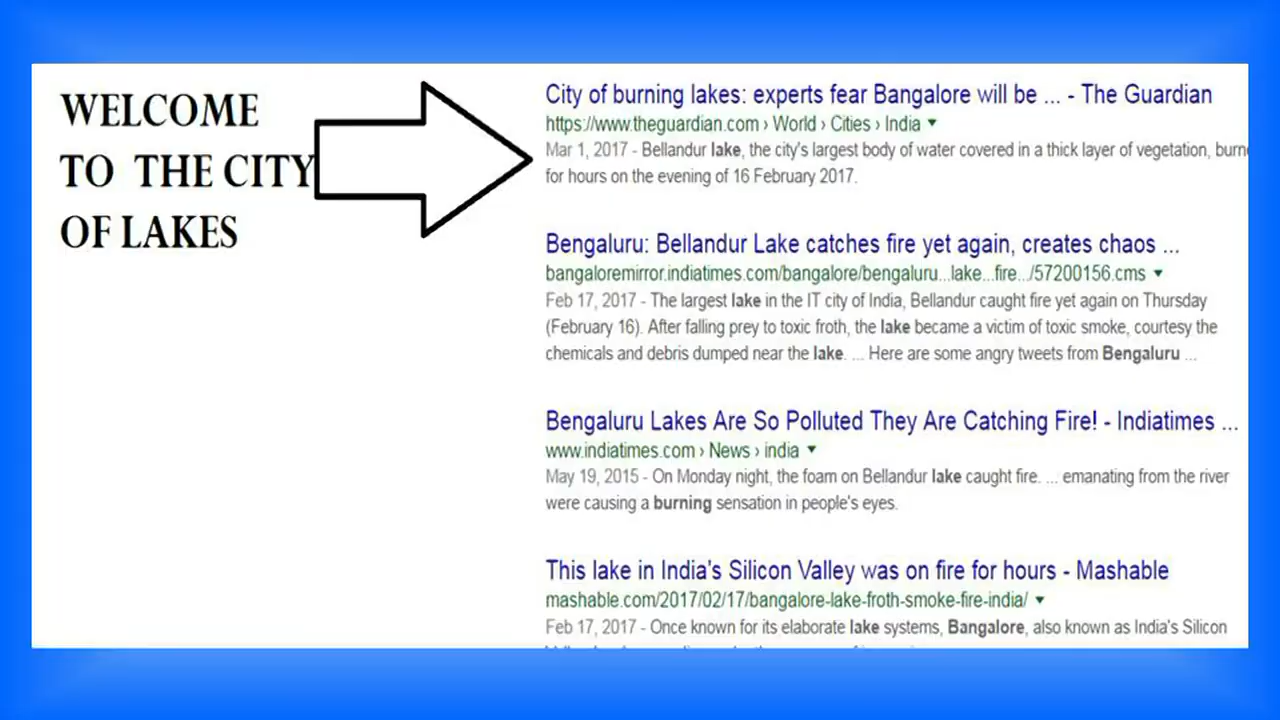 WELCOME
TO THE CITY
OF LAKES
City of burning lakes: experts fear Bangalore will be ... - The Guardian
https://www.theguardian.com › World › Cities › India ▼
Mar 1, 2017 - Bellandur lake, the city's largest body of water covered in a thick layer of vegetation, burne
for hours on the evening of 16 February 2017.
Bengaluru: Bellandur Lake catches fire yet again, creates chaos ...
bangaloremirror.indiatimes.com/bangalore/bengaluru...lake...fire.../57200156.cms ▼
Feb 17, 2017 - The largest lake in the IT city of India, Bellandur caught fire yet again on Thursday
(February 16). After falling prey to toxic froth, the lake became a victim of toxic smoke, courtesy the
chemicals and debris dumped near the lake. ... Here are some angry tweets from Bengaluru ...
Bengaluru Lakes Are So Polluted They Are Catching Fire! - Indiatimes ...
www.indiatimes.com › News › india ▼
May 19, 2015 - On Monday night, the foam on Bellandur lake caught fire. ... emanating from the river
were causing a burning sensation in people's eyes.
This lake in India's Silicon Valley was on fire for hours - Mashable
mashable.com/2017/02/17/bangalore-lake-froth-smoke-fire-india/ ▼
Feb 17, 2017 - Once known for its elaborate lake systems, Bangalore, also known as India's Silicon